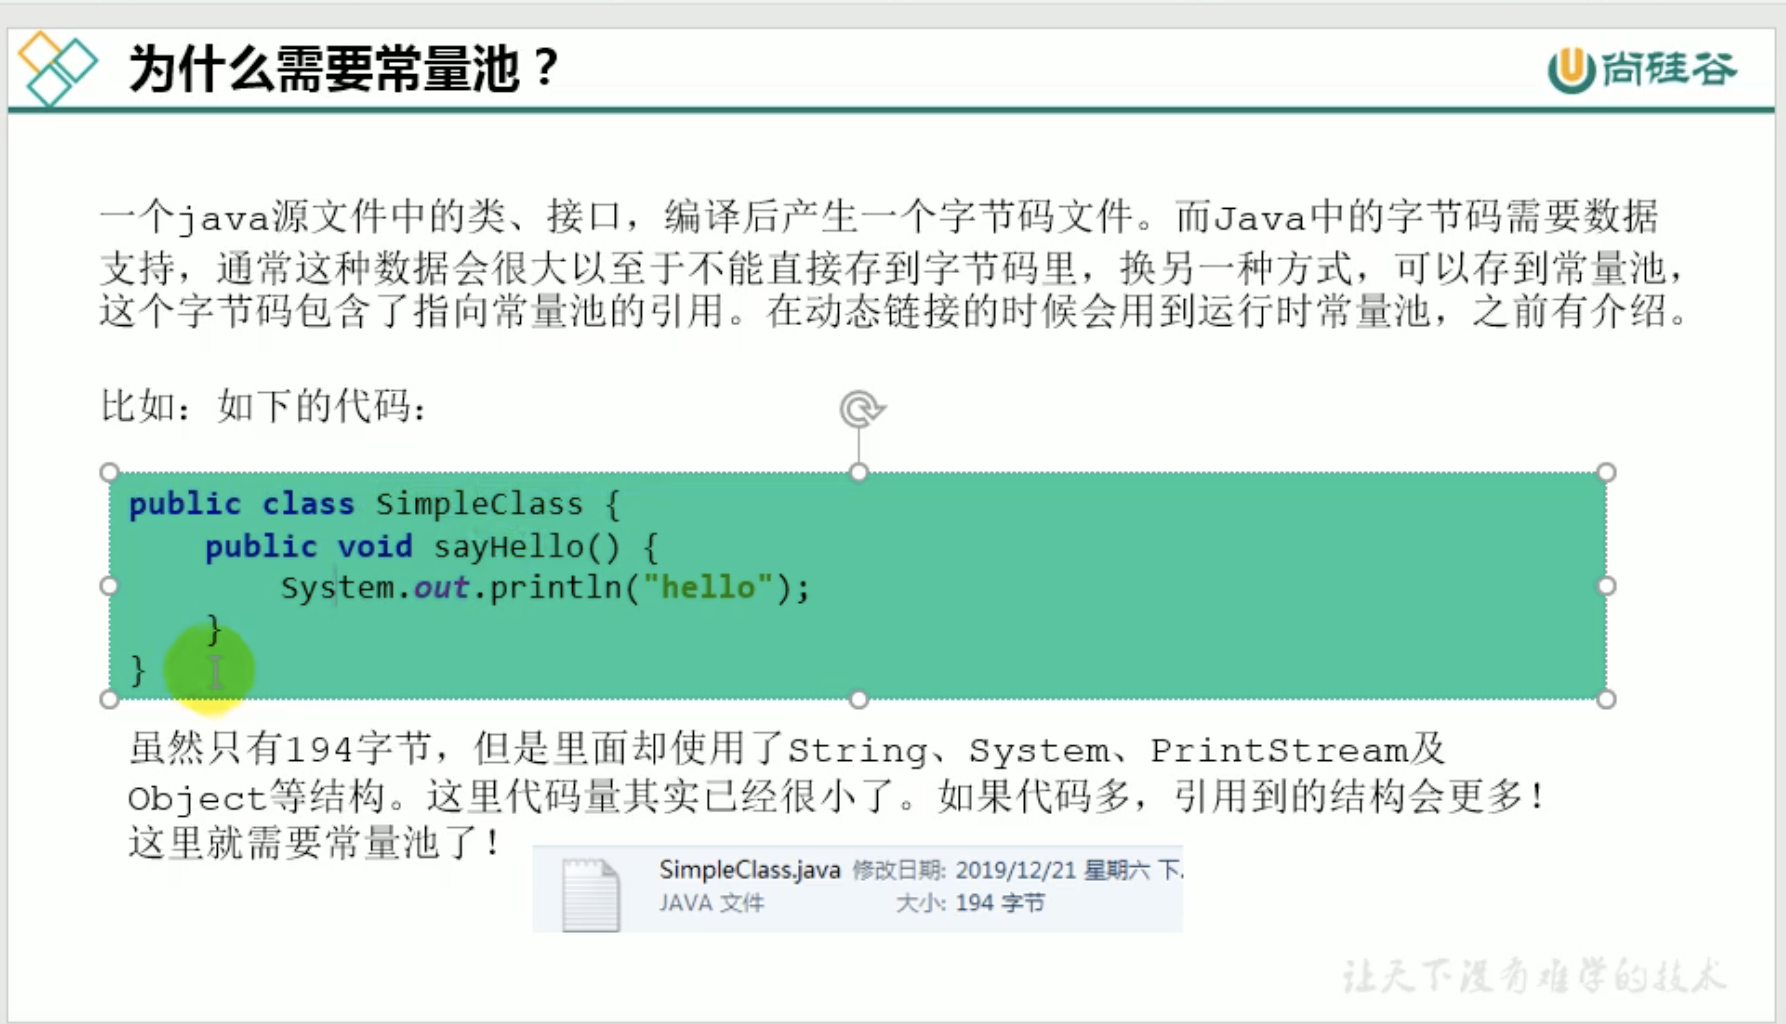 为什么需要常量池？
尚硅谷
一个java源文件中的类、接口，编译后产生一个字节码文件。而Java中的字节码需要数据
支持，通常这种数据会很大以至于不能直接存到字节码里，换另一种方式，可以存到常量池，
这个字节码包含了指向常量池的引用。在动态链接的时候会用到运行时常量池，之前有介绍。
比如：如下的代码：
public class SimpleClass {
    public void sayHello() {
        System.out.println("hello");
    }
}
虽然只有194字节，但是里面却使用了String、System、PrintStream及
Object等结构。这里代码量其实已经很小了。如果代码多，引用到的结构会更多！
这里就需要常量池了！
SimpleClass.java 修改日期: 2019/12/21 星期六 下.
JAVA 文件 大小: 194 字节
让天下没有难学的技术